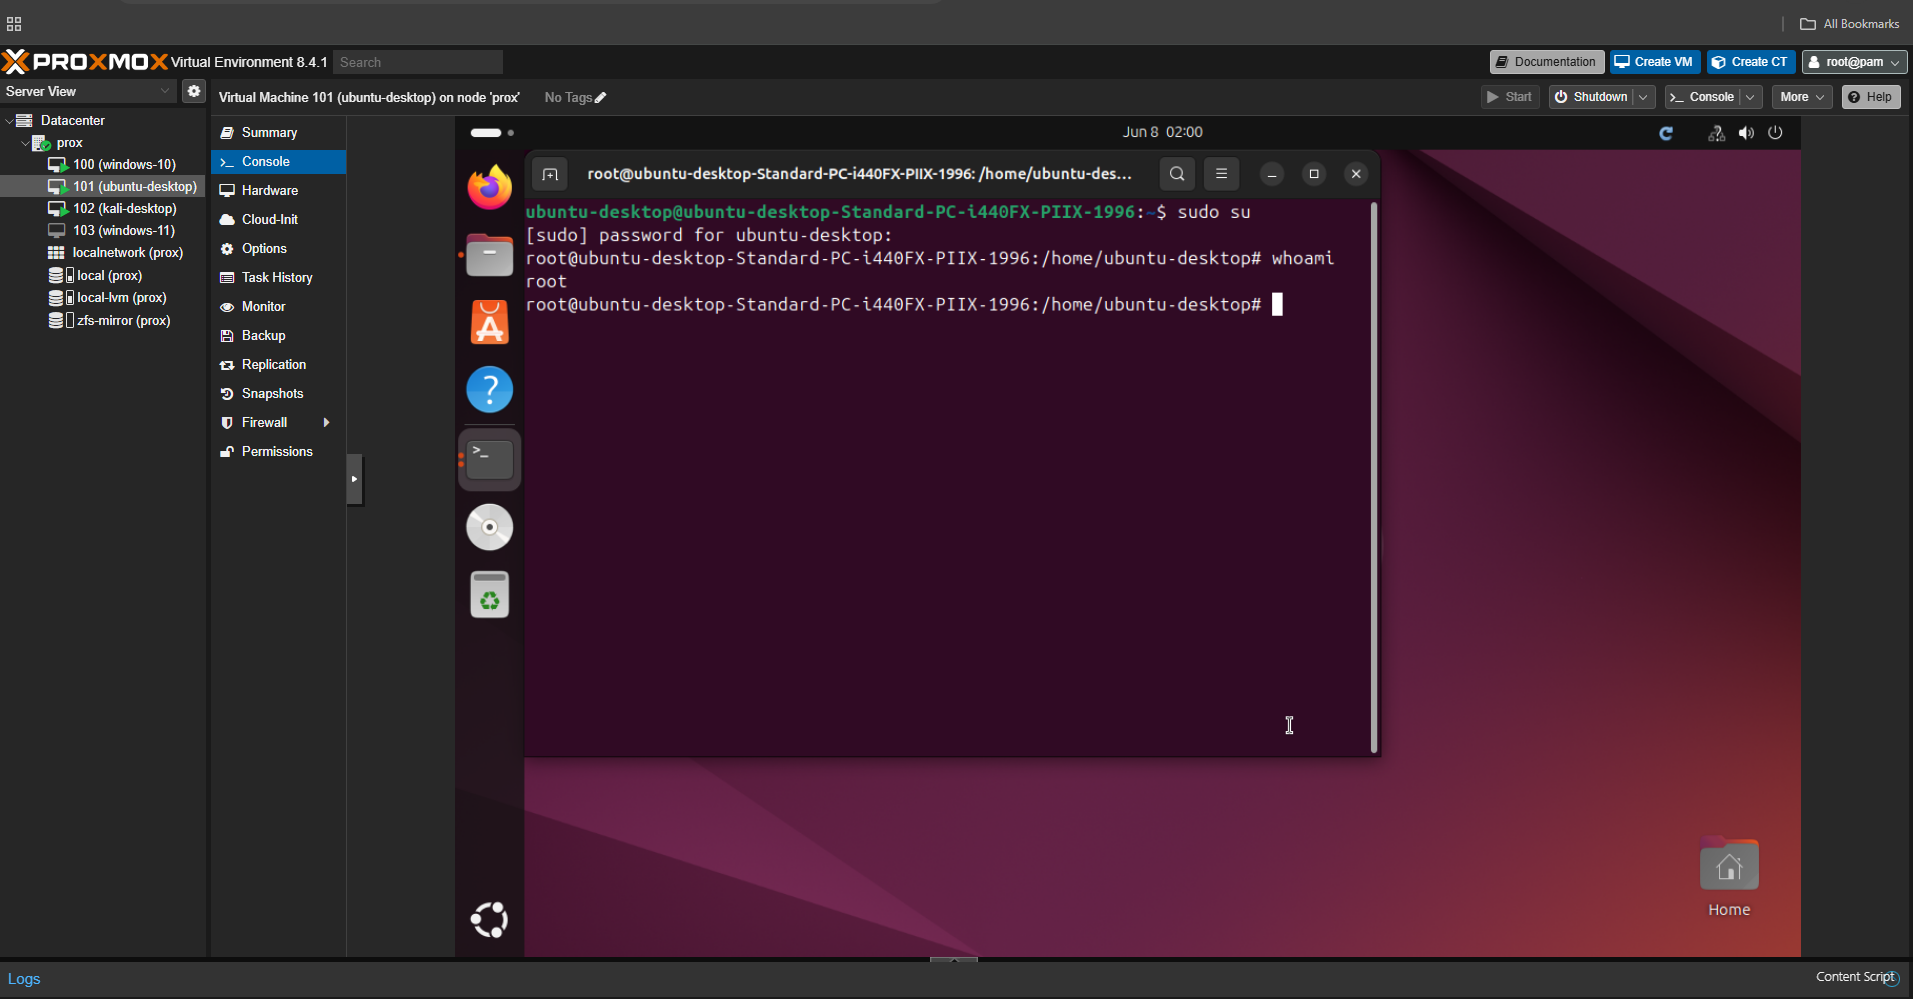 All Bookmarks
PROXMOX Virtual Environment 8.4.1 Search
Documentation Create VM Create CT root@pam
Server View
Virtual Machine 101 (ubuntu-desktop) on node 'prox' No Tags
Start Shutdown Console More Help
Datacenter
prox
100 (windows-10)
101 (ubuntu-desktop)
102 (kali-desktop)
103 (windows-11)
localnetwork (prox)
local (prox)
local-lvm (prox)
zfs-mirror (prox)
Summary
Console
Hardware
Cloud-Init
Options
Task History
Monitor
Backup
Replication
Snapshots
Firewall
Permissions
Jun 8 02:00
root@ubuntu-desktop-Standard-PC-i440FX-PIIX-1996: /home/ubuntu-des...
ubuntu-desktop@ubuntu-desktop-Standard-PC-i440FX-PIIX-1996:~$ sudo su
[sudo] password for ubuntu-desktop:
root@ubuntu-desktop-Standard-PC-i440FX-PIIX-1996:/home/ubuntu-desktop# whoami
root
root@ubuntu-desktop-Standard-PC-i440FX-PIIX-1996:/home/ubuntu-desktop#
Home
Logs
Content Script